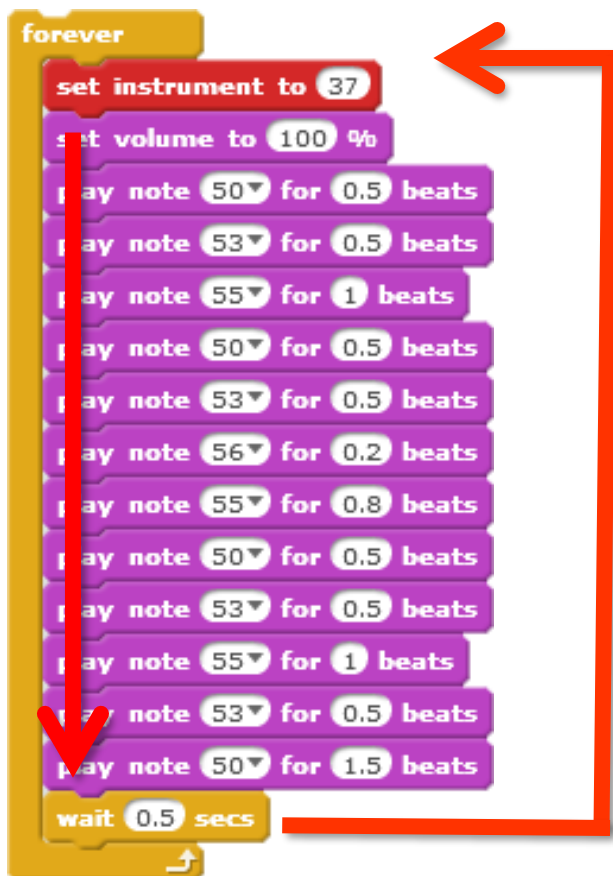 forever
set instrument to 37
set volume to 100 %
play note 50 for 0.5 beats
play note 53 for 0.5 beats
play note 55 for 1 beats
play note 50 for 0.5 beats
play note 53 for 0.5 beats
play note 56 for 0.2 beats
play note 55 for 0.8 beats
play note 50 for 0.5 beats
play note 53 for 0.5 beats
play note 55 for 1 beats
play note 53 for 0.5 beats
play note 50 for 1.5 beats
wait 0.5 secs